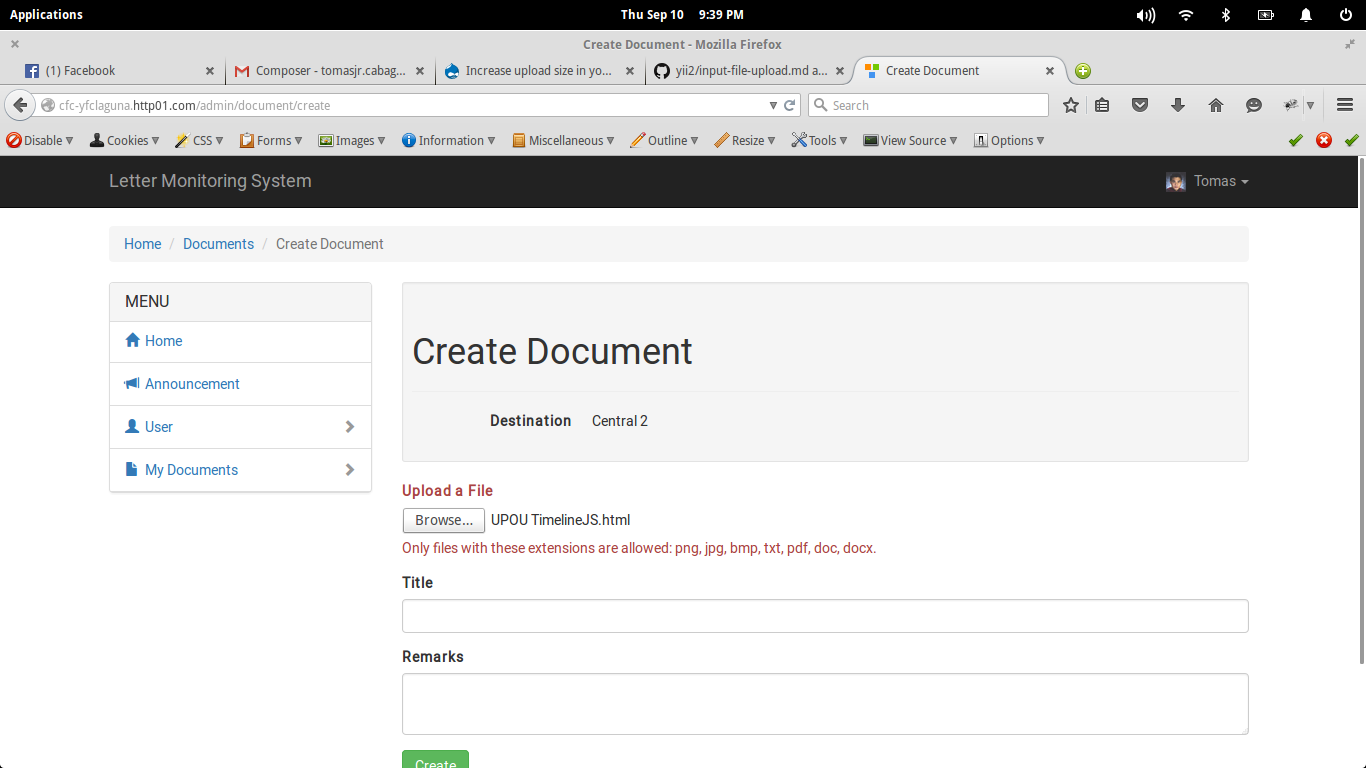 Applications
Thu Sep 10 9:39 PM
Create Document - Mozilla Firefox
(1) Facebook
Composer - tomasjr.cabag...
Increase upload size in yo...
yii2/input-file-upload.md a...
Create Document
cfc-yfclaguna.http01.com/admin/document/create
Search
Disable
Cookies
CSS
Forms
Images
Information
Miscellaneous
Outline
Resize
Tools
View Source
Options
Letter Monitoring System
Tomas
Home / Documents / Create Document
MENU
Home
Announcement
User
My Documents
Create Document
Destination Central 2
Upload a File
Browse... UPOU TimelineJS.html
Only files with these extensions are allowed: png, jpg, bmp, txt, pdf, doc, docx.
Title
Remarks
Create